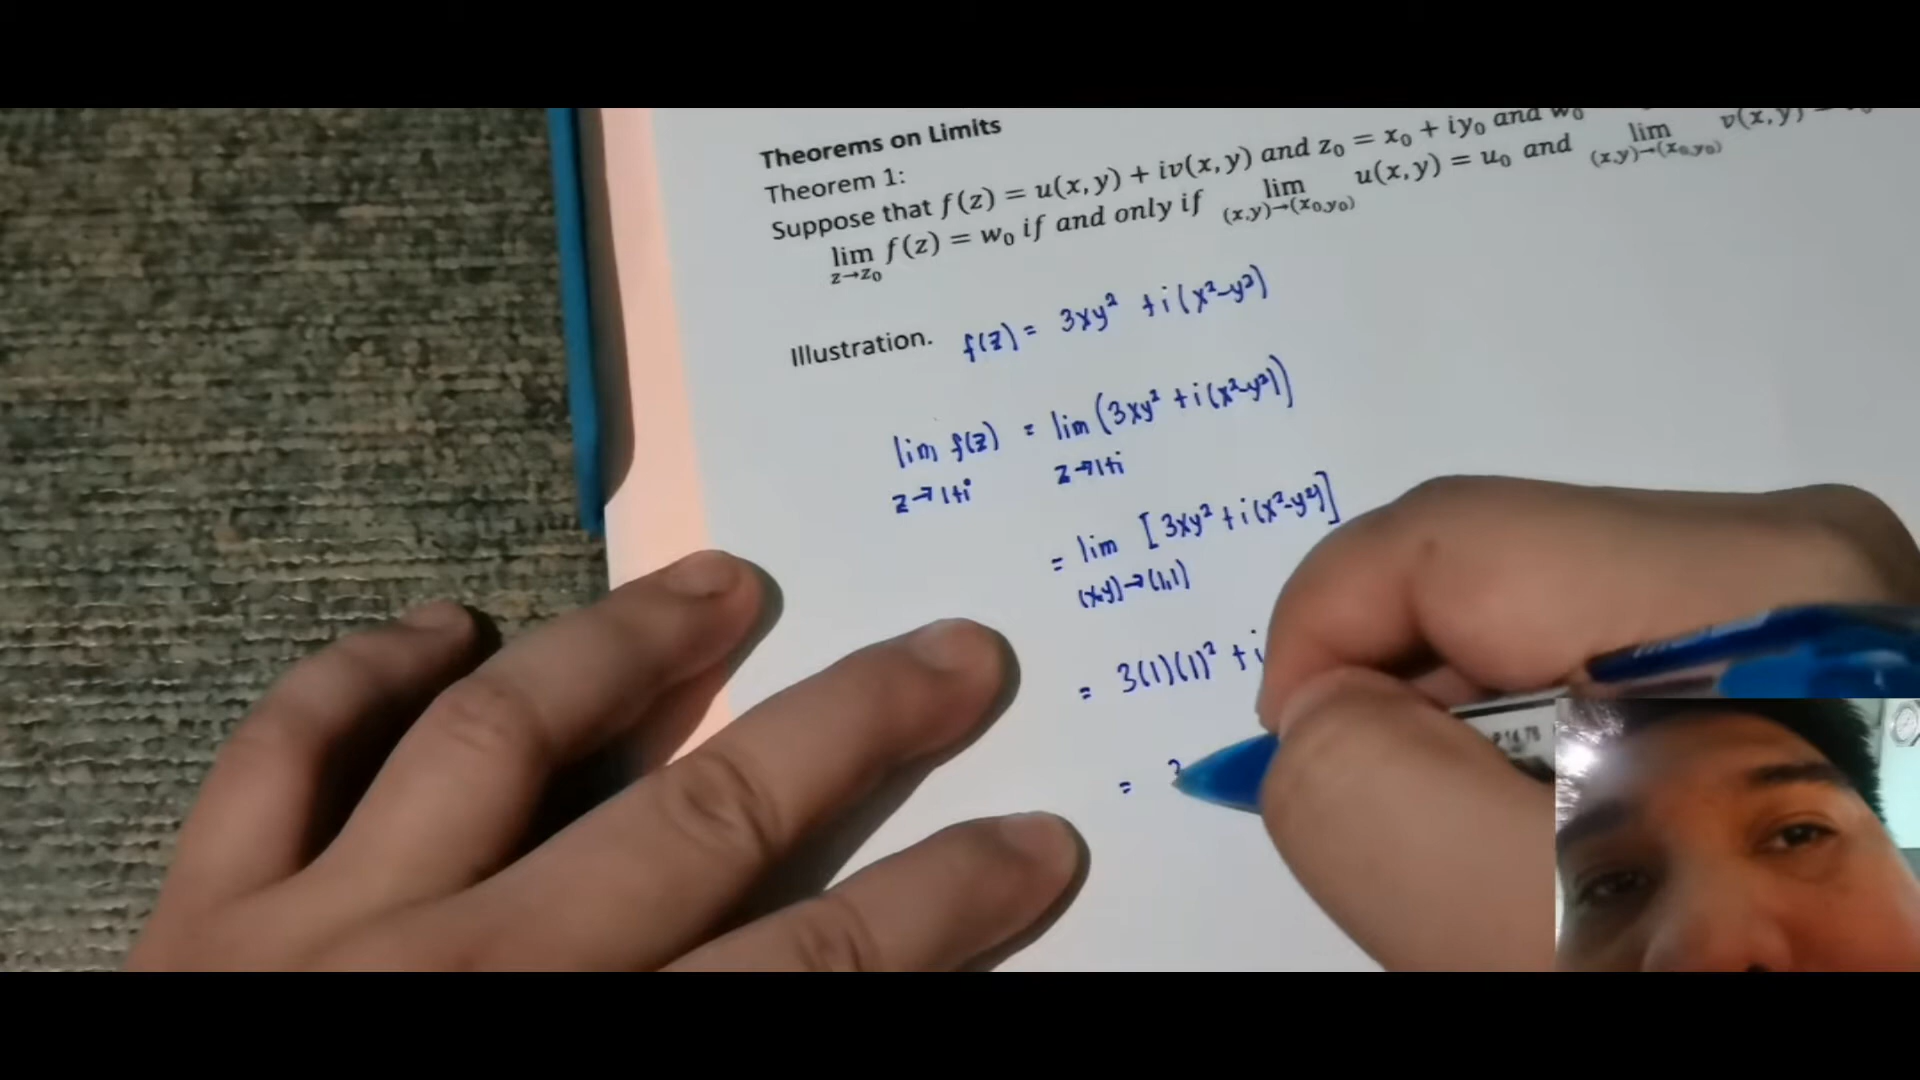 Theorems on Limits
Theorem 1:
Suppose that f(z) = u(x, y) + iv(x, y) and z₀ = x₀ + iy₀ and w₀
lim f(z) = w₀ if and only if lim u(x, y) = u₀ and lim v(x, y) =
z→z₀ (x,y)→(x₀,y₀) (x,y)→(x₀,y₀)
Illustration. f(z) = 3xy² + i(x²-y²)
lim f(z) = lim (3xy² + i(x²-y²))
z→1+i z→1+i
= lim [3xy² + i(x²-y²)]
(x,y)→(1,1)
= 3(1)(1)² + i
=